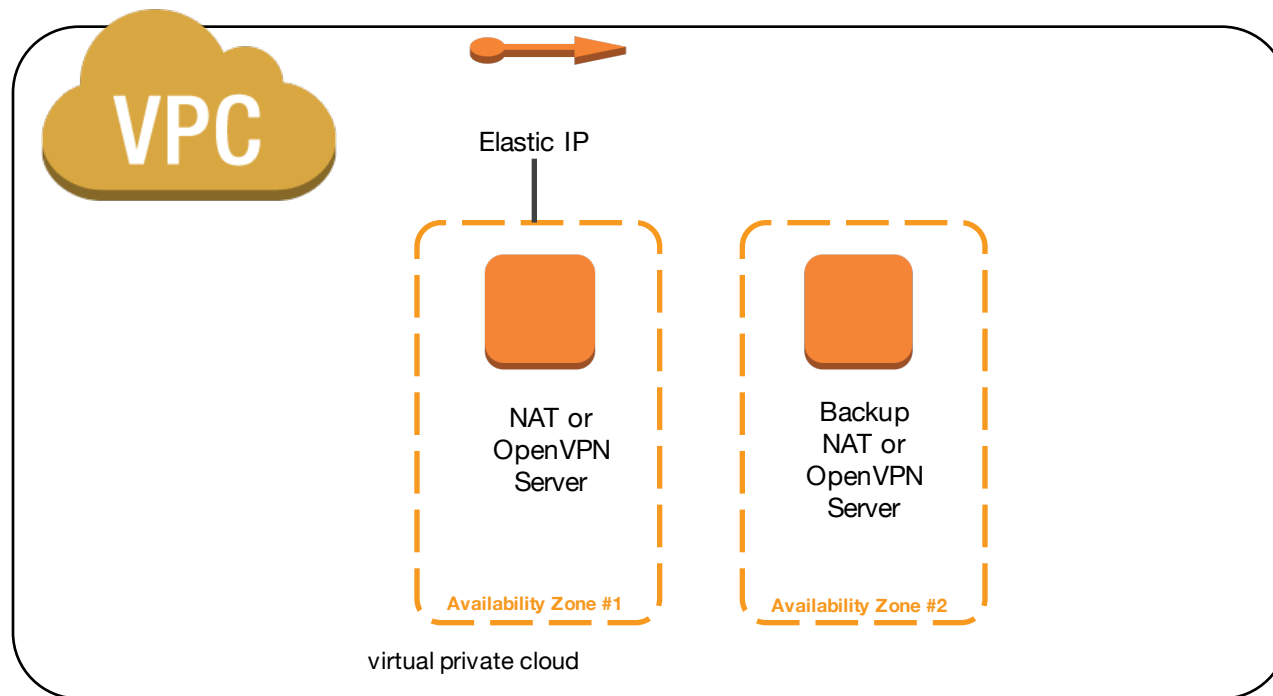 VPC
Elastic IP
NAT or
OpenVPN
Server
Availability Zone #1
Backup
NAT or
OpenVPN
Server
Availability Zone #2
virtual private cloud